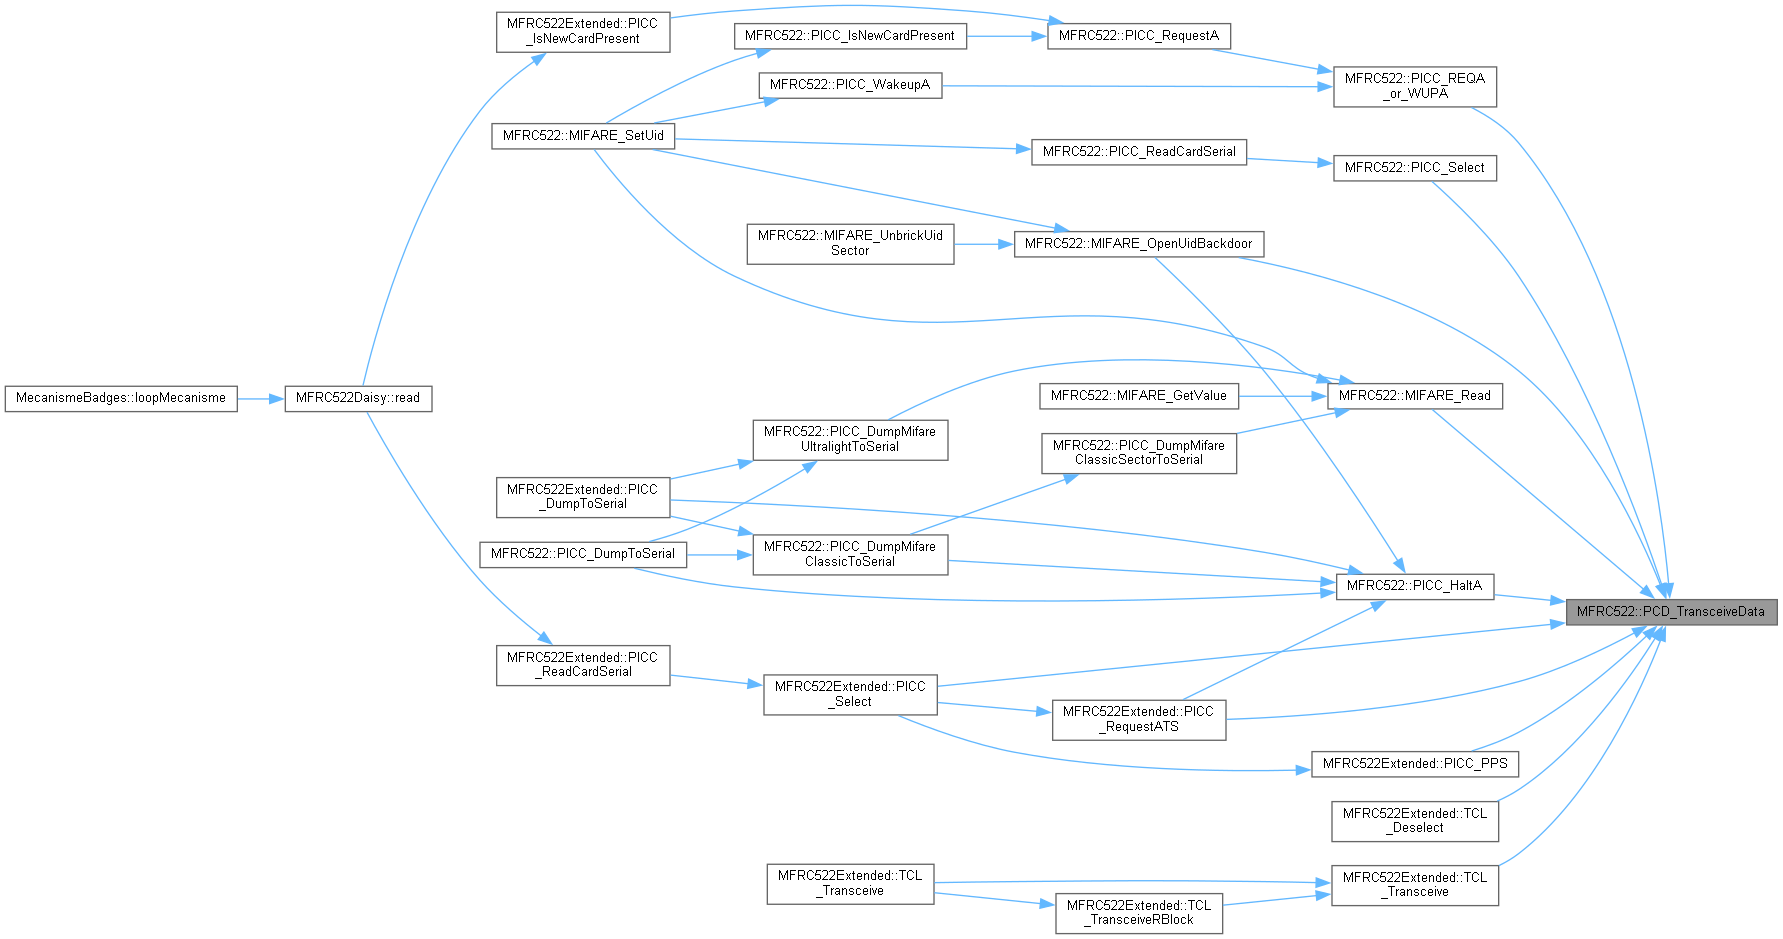 MFRC522Extended::PICC
_IsNewCardPresent
MFRC522::PICC_IsNewCardPresent
MFRC522::PICC_RequestA
MFRC522::PICC_REQA
_or_WUPA
MFRC522::PICC_WakeupA
MFRC522::MIFARE_SetUid
MFRC522::PICC_ReadCardSerial
MFRC522::PICC_Select
MFRC522::MIFARE_UnbrickUid
Sector
MFRC522::MIFARE_OpenUidBackdoor
MecanismeBadges::loopMecanisme
MFRC522Daisy::read
MFRC522::MIFARE_GetValue
MFRC522::MIFARE_Read
MFRC522::PICC_DumpMifare
UltralightToSerial
MFRC522::PICC_DumpMifare
ClassicSectorToSerial
MFRC522Extended::PICC
_DumpToSerial
MFRC522::PICC_DumpToSerial
MFRC522::PICC_DumpMifare
ClassicToSerial
MFRC522::PICC_HaltA
MFRC522::PCD_TransceiveData
MFRC522Extended::PICC
_ReadCardSerial
MFRC522Extended::PICC
_Select
MFRC522Extended::PICC
_RequestATS
MFRC522Extended::PICC_PPS
MFRC522Extended::TCL
_Deselect
MFRC522Extended::TCL
_Transceive
MFRC522Extended::TCL
_TransceiveRBlock
MFRC522Extended::TCL
_Transceive